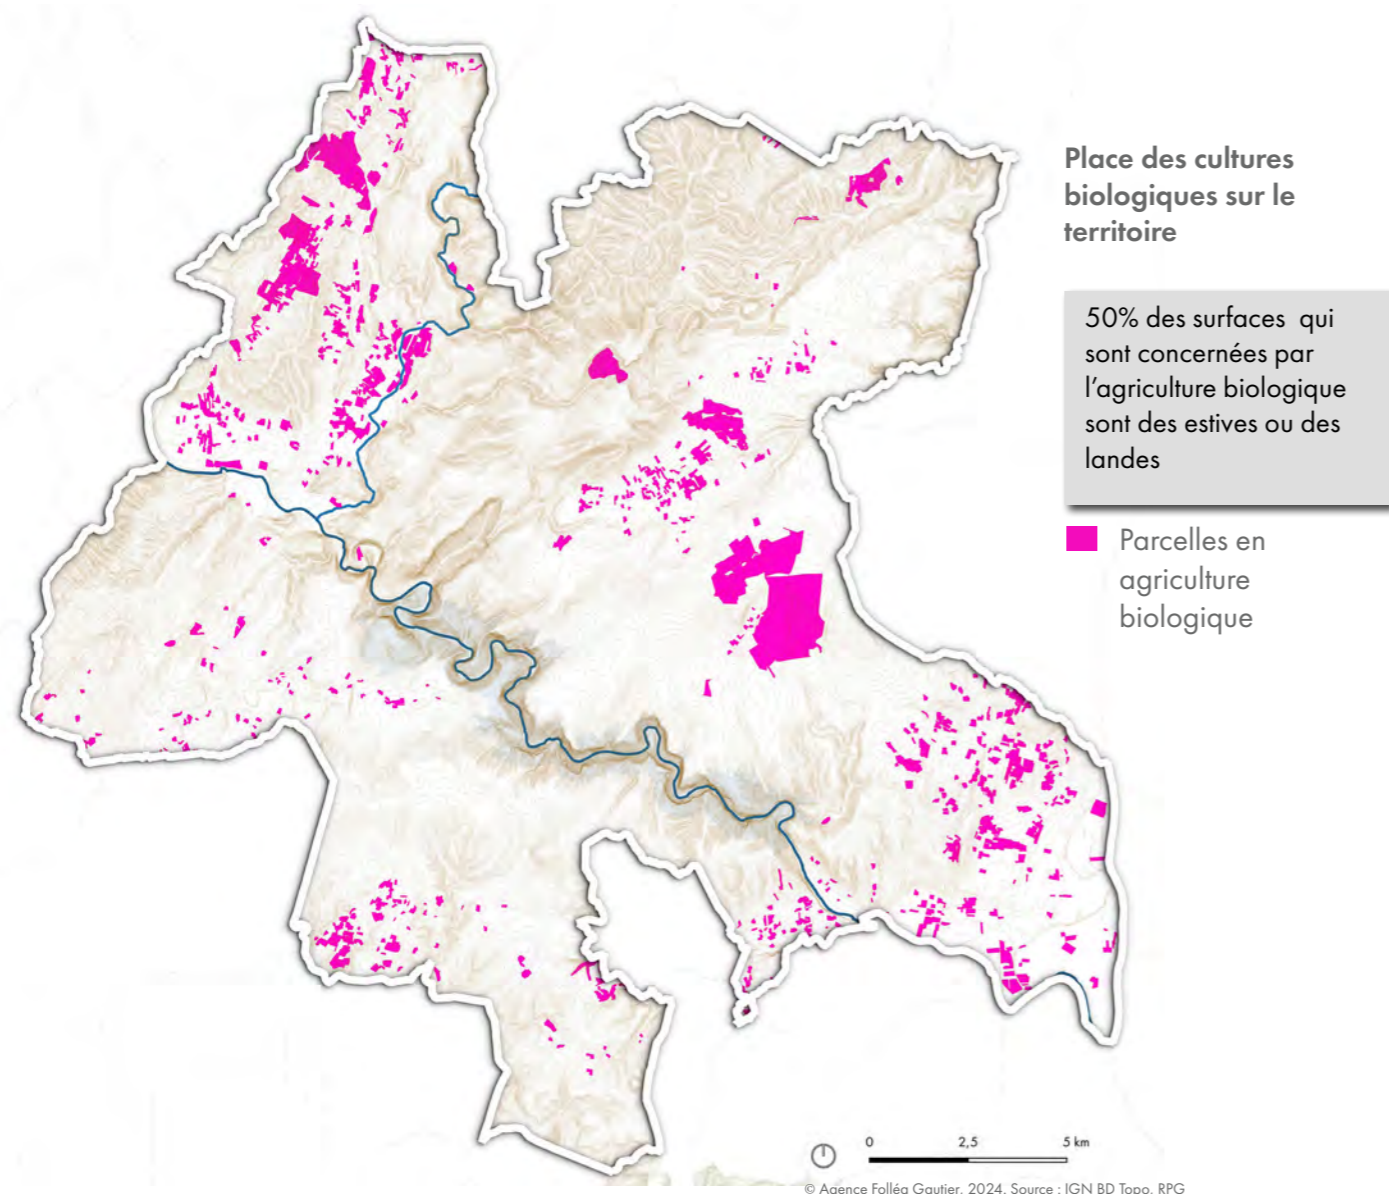 Place des cultures
biologiques sur le
territoire
50% des surfaces qui
sont concernées par
l'agriculture biologique
sont des estives ou des
landes
Parcelles en
agriculture
biologique
0 2,5 5 km
© Agence Folléa Gautier, 2024. Source : IGN BD Topo, RPG